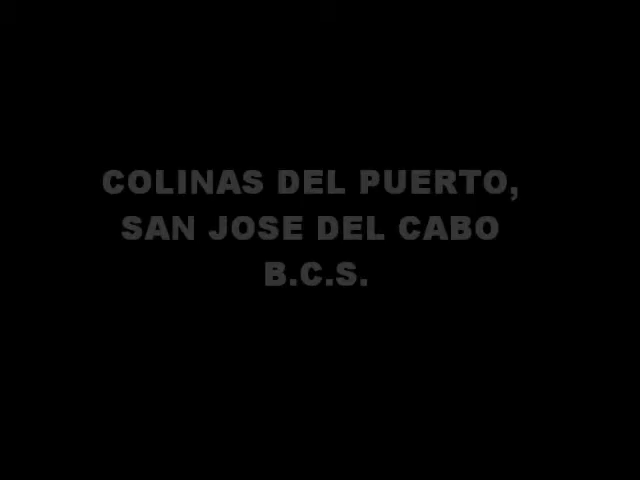 COLINAS DEL PUERTO,
SAN JOSE DEL CABO
B.C.S.